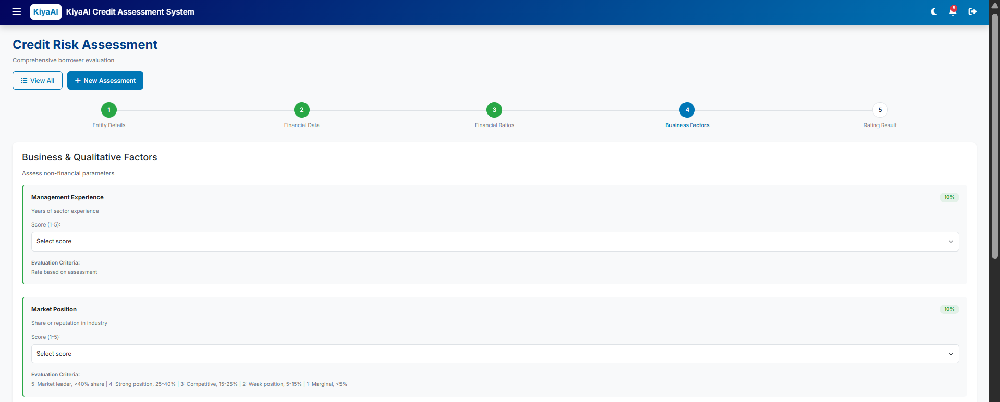 KiyaAI KiyaAI Credit Assessment System 5
Credit Risk Assessment
Comprehensive borrower evaluation
View All New Assessment
1 2 3 4 5
Entity Details Financial Data Financial Ratios Business Factors Rating Result
Business & Qualitative Factors
Assess non-financial parameters
Management Experience 10%
Years of sector experience
Score (1-5):
Select score
Evaluation Criteria:
Rate based on assessment
Market Position 10%
Share or reputation in industry
Score (1-5):
Select score
Evaluation Criteria:
5: Market leader, >40% share | 4: Strong position, 25-40% | 3: Competitive, 15-25% | 2: Weak position, 5-15% | 1: Marginal, <5%